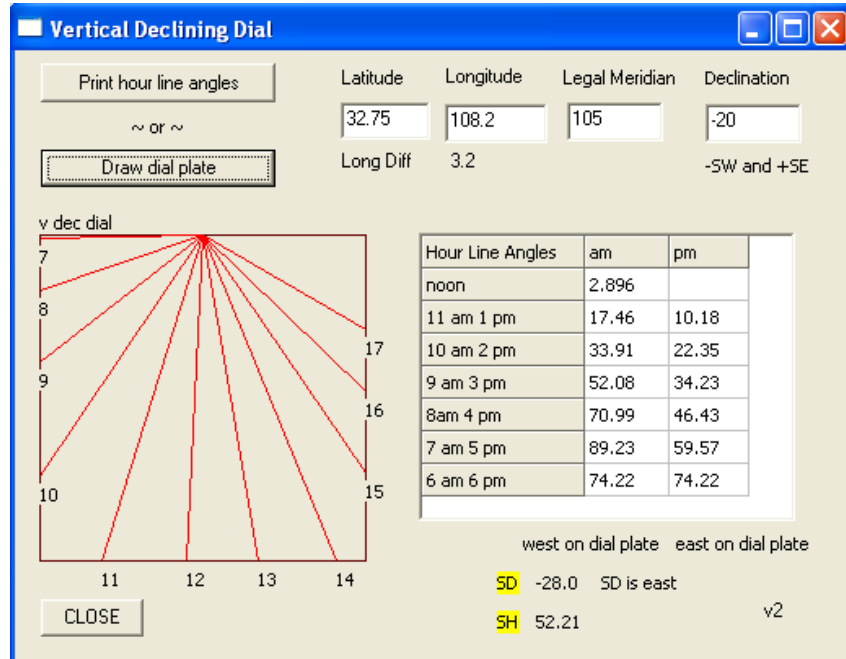 Vertical Declining Dial
Print hour line angles
~ or ~
Draw dial plate
Latitude Longitude Legal Meridian Declination
32.75 108.2 105 -20
Long Diff 3.2 -SW and +SE
v dec dial
7
8
9
10
11 12 13 14
15
16
17
Hour Line Angles am pm
noon 2.896
11 am 1 pm 17.46 10.18
10 am 2 pm 33.91 22.35
9 am 3 pm 52.08 34.23
8am 4 pm 70.99 46.43
7 am 5 pm 89.23 59.57
6 am 6 pm 74.22 74.22
west on dial plate east on dial plate
SD -28.0 SD is east
SH 52.21
v2
CLOSE